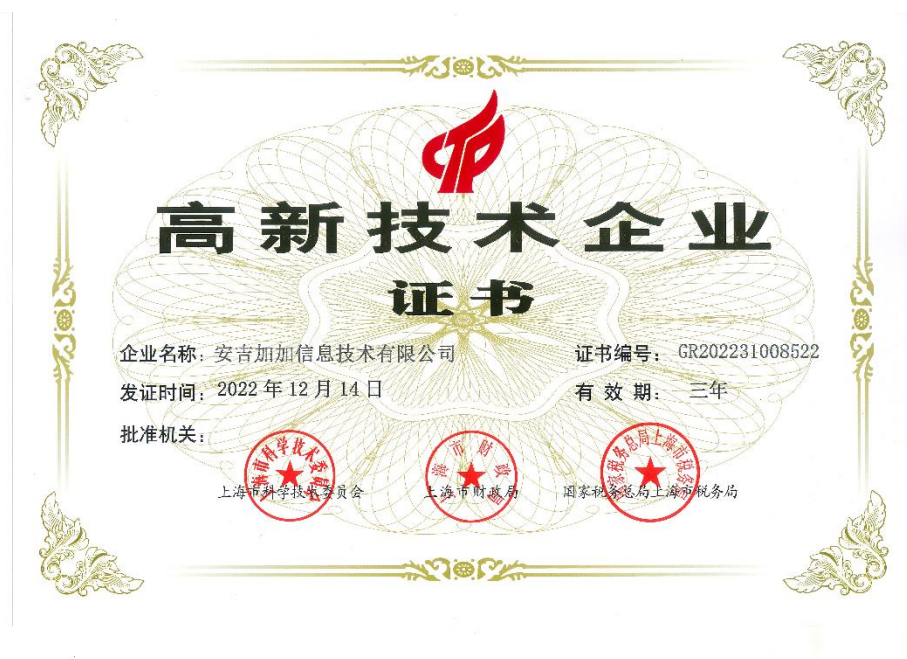 高新技术企业
证书
企业名称：安吉加加信息技术有限公司 证书编号：GR202231008522
发证时间：2022年12月14日 有效期：三年
批准机关：
上海市科学技术委员会 上海市财政局 国家税务总局上海市税务局